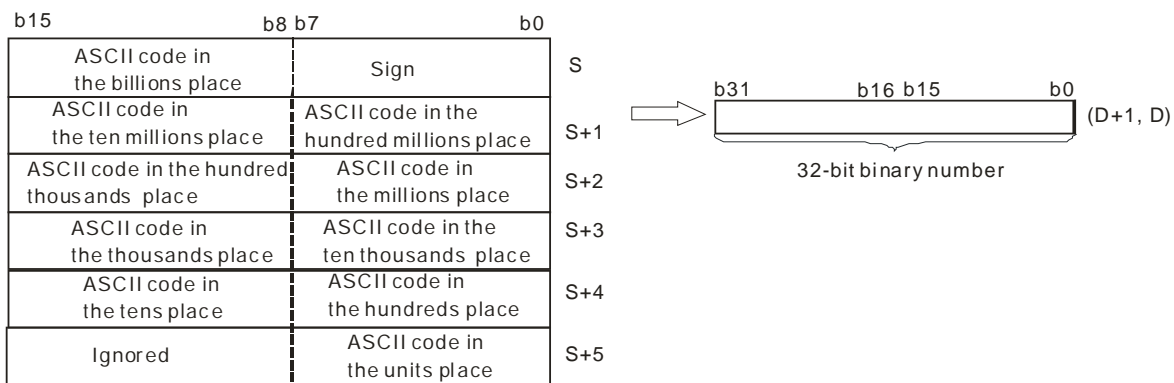 b15 b8 b7 b0
ASCII code in
the billions place
Sign
S
ASCII code in
the ten millions place
ASCII code in the
hundred millions place
S+1
ASCII code in the hundred
thousands place
ASCII code in
the millions place
S+2
ASCII code in
the thousands place
ASCII code in the
ten thousands place
S+3
ASCII code in
the tens place
ASCII code in
the hundreds place
S+4
Ignored
ASCII code in
the units place
S+5
b31 b16 b15 b0
(D+1, D)
32-bit binary number